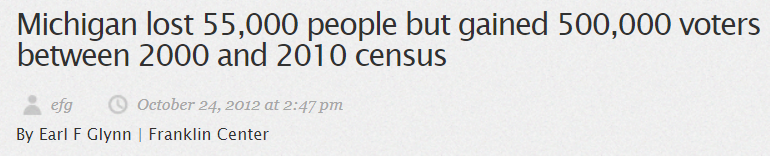 Michigan lost 55,000 people but gained 500,000 voters
between 2000 and 2010 census
efg October 24, 2012 at 2:47 pm
By Earl F Glynn | Franklin Center